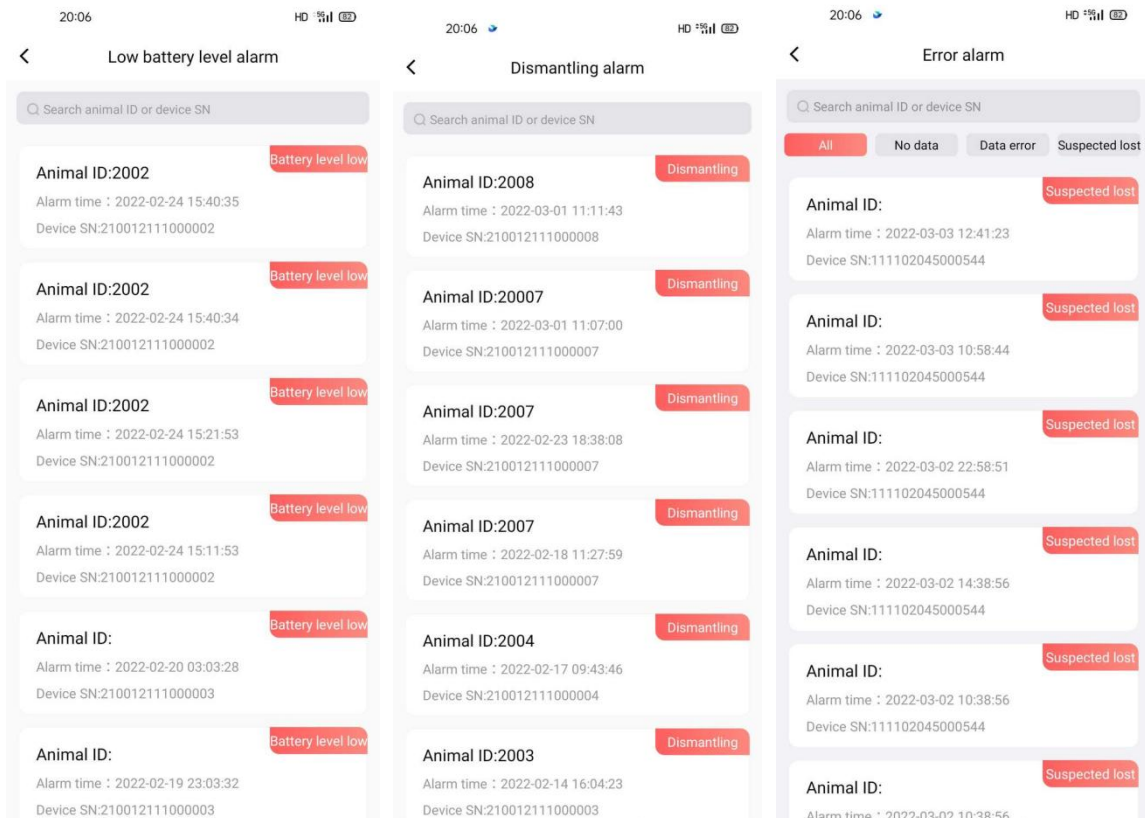 20:06
HD 5G 82
Low battery level alarm
Search animal ID or device SN
Battery level low
Animal ID:2002
Alarm time：2022-02-24 15:40:35
Device SN:210012111000002
Battery level low
Animal ID:2002
Alarm time：2022-02-24 15:40:34
Device SN:210012111000002
Battery level low
Animal ID:2002
Alarm time：2022-02-24 15:21:53
Device SN:210012111000002
Battery level low
Animal ID:2002
Alarm time：2022-02-24 15:11:53
Device SN:210012111000002
Battery level low
Animal ID:
Alarm time：2022-02-20 03:03:28
Device SN:210012111000003
Battery level low
Animal ID:
Alarm time：2022-02-19 23:03:32
Device SN:210012111000003
20:06
HD 5G 82
Dismantling alarm
Search animal ID or device SN
Dismantling
Animal ID:2008
Alarm time：2022-03-01 11:11:43
Device SN:210012111000008
Dismantling
Animal ID:20007
Alarm time：2022-03-01 11:07:00
Device SN:210012111000007
Dismantling
Animal ID:2007
Alarm time：2022-02-23 18:38:08
Device SN:210012111000007
Dismantling
Animal ID:2007
Alarm time：2022-02-18 11:27:59
Device SN:210012111000007
Dismantling
Animal ID:2004
Alarm time：2022-02-17 09:43:46
Device SN:210012111000004
Dismantling
Animal ID:2003
Alarm time：2022-02-14 16:04:23
Device SN:210012111000003
20:06
HD 5G 82
Error alarm
Search animal ID or device SN
All No data Data error Suspected lost
Suspected lost
Animal ID:
Alarm time：2022-03-03 12:41:23
Device SN:111102045000544
Suspected lost
Animal ID:
Alarm time：2022-03-03 10:58:44
Device SN:111102045000544
Suspected lost
Animal ID:
Alarm time：2022-03-02 22:58:51
Device SN:111102045000544
Suspected lost
Animal ID:
Alarm time：2022-03-02 14:38:56
Device SN:111102045000544
Suspected lost
Animal ID:
Alarm time：2022-03-02 10:38:56
Device SN:111102045000544
Suspected lost
Animal ID:
Alarm time：2022-03-02 10:38:56